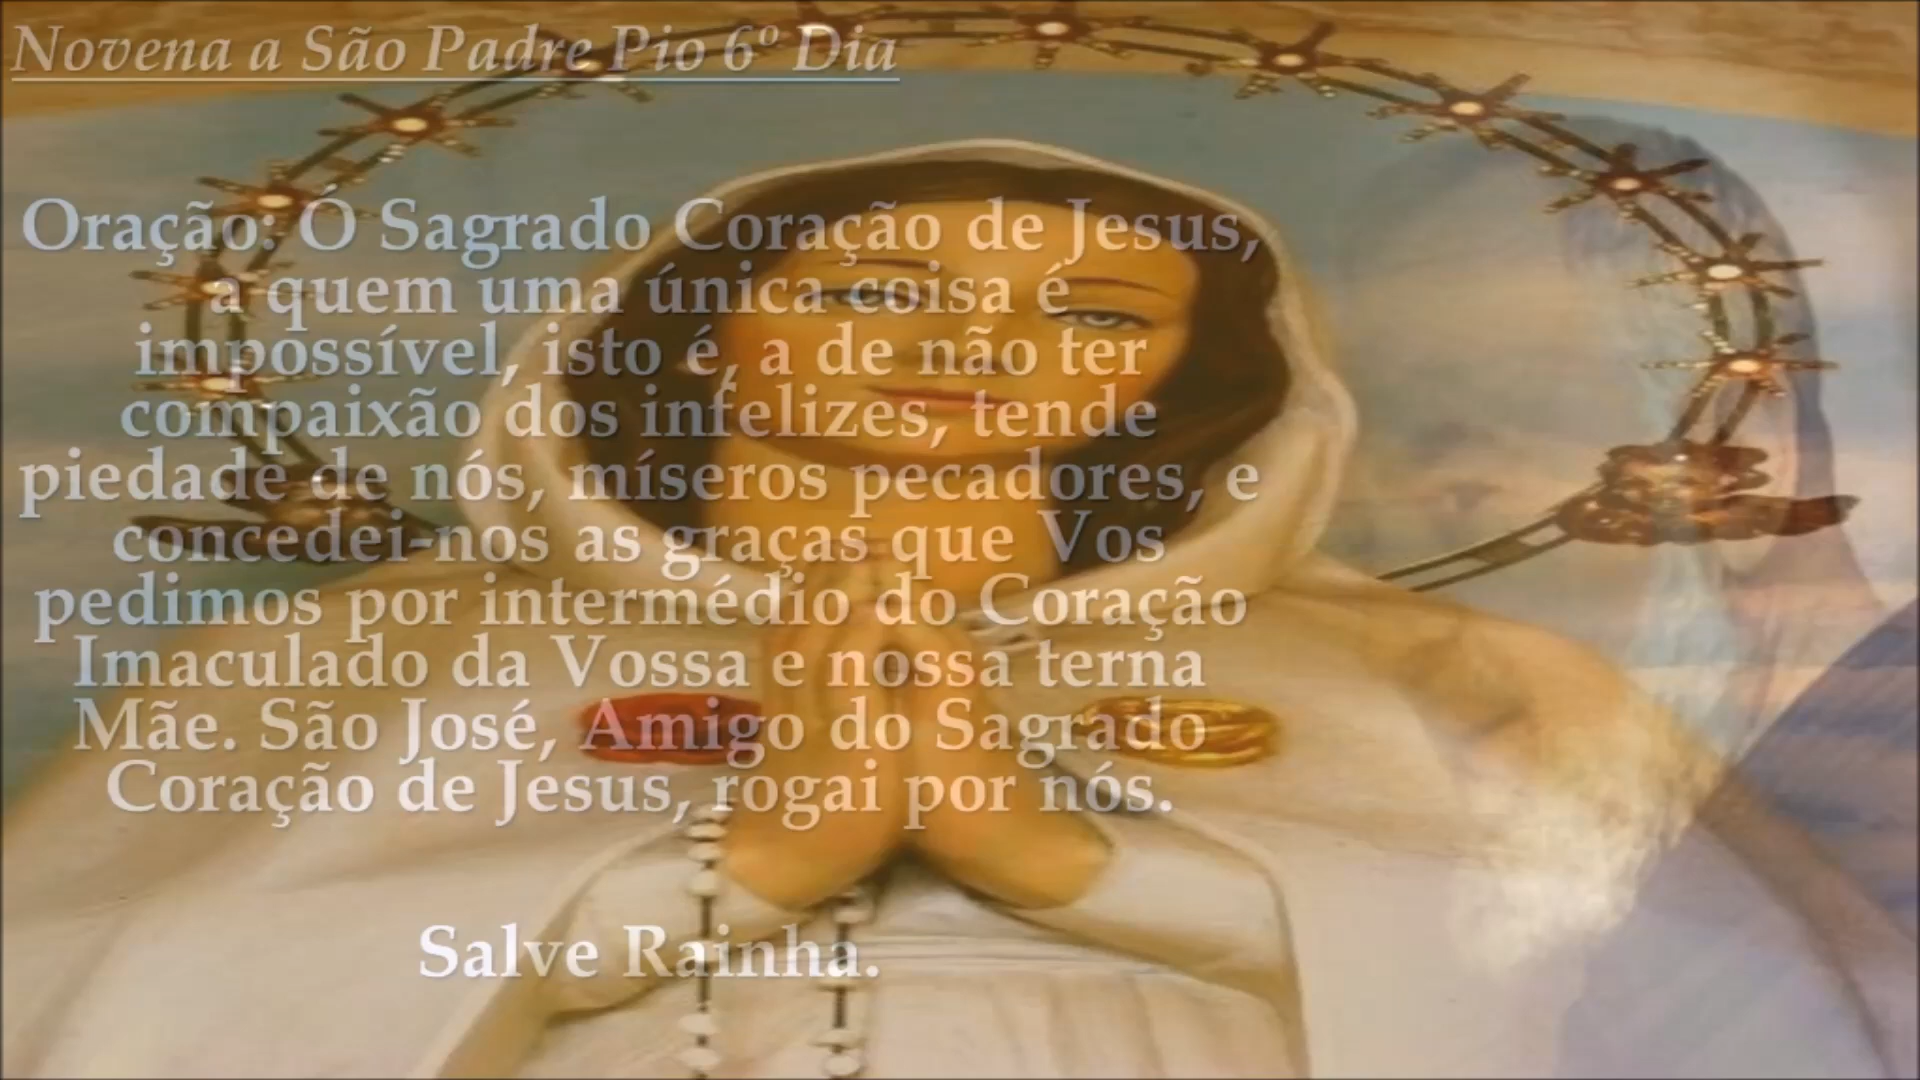 Novena a São Padre Pio 6º Dia
Oração: Ó Sagrado Coração de Jesus,
a quem uma única coisa é
impossível, isto é, a de não ter
compaixão dos infelizes, tende
piedade de nós, míseros pecadores, e
concedei-nos as graças que Vos
pedimos por intermédio do Coração
Imaculado da Vossa e nossa terna
Mãe. São José, Amigo do Sagrado
Coração de Jesus, rogai por nós.
Salve Rainha.